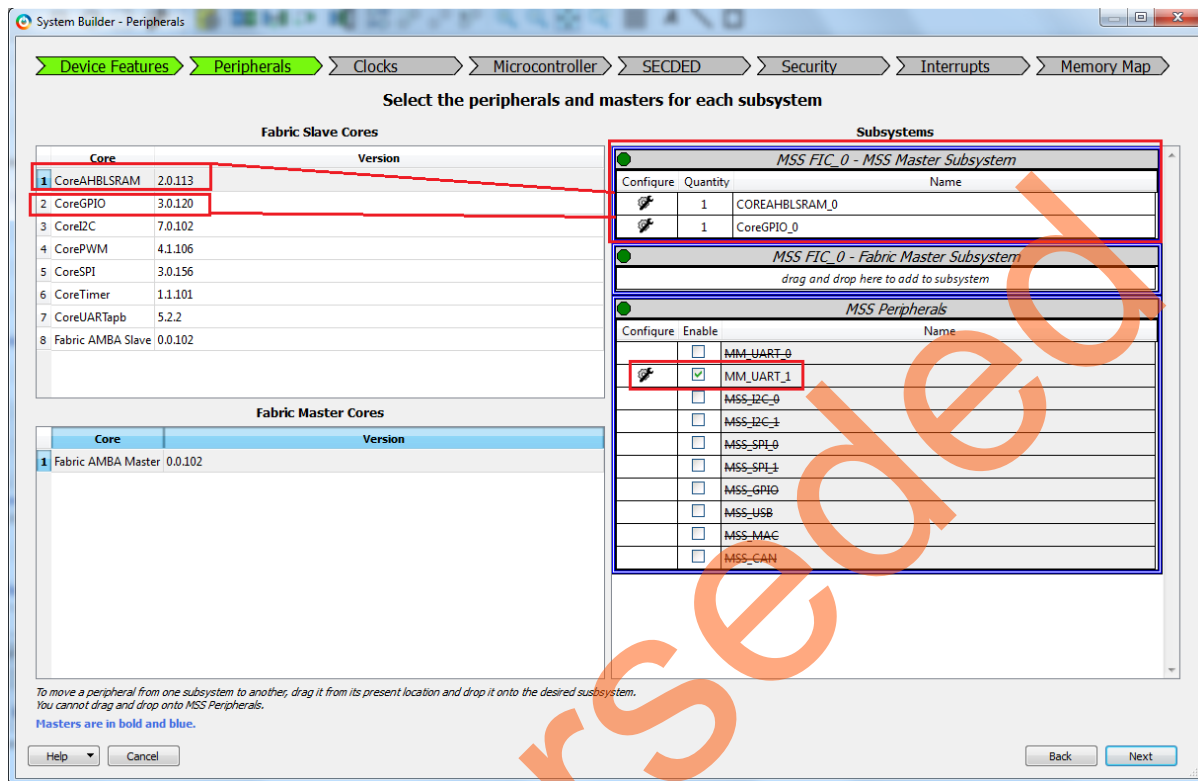 System Builder - Peripherals
Device Features Peripherals Clocks Microcontroller SECDED Security Interrupts Memory Map
Select the peripherals and masters for each subsystem
Fabric Slave Cores
Core Version
1 CoreAHBLSRAM 2.0.113
2 CoreGPIO 3.0.120
3 CoreI2C 7.0.102
4 CorePWM 4.1.106
5 CoreSPI 3.0.156
6 CoreTimer 1.1.101
7 CoreUARTapb 5.2.2
8 Fabric AMBA Slave 0.0.102
Fabric Master Cores
Core Version
1 Fabric AMBA Master 0.0.102
Subsystems
MSS FIC_0 - MSS Master Subsystem
Configure Quantity Name
1 COREAHBLSRAM_0
1 CoreGPIO_0
MSS FIC_0 - Fabric Master Subsystem
drag and drop here to add to subsystem
MSS Peripherals
Configure Enable Name
MM_UART_0
MM_UART_1
MSS_I2C_0
MSS_I2C_1
MSS_SPI_0
MSS_SPI_1
MSS_GPIO
MSS_USB
MSS_MAC
MSS_CAN
To move a peripheral from one subsystem to another, drag it from its present location and drop it onto the desired susbsystem.
You cannot drag and drop onto MSS Peripherals.
Masters are in bold and blue.
Help Cancel Back Next
rseded